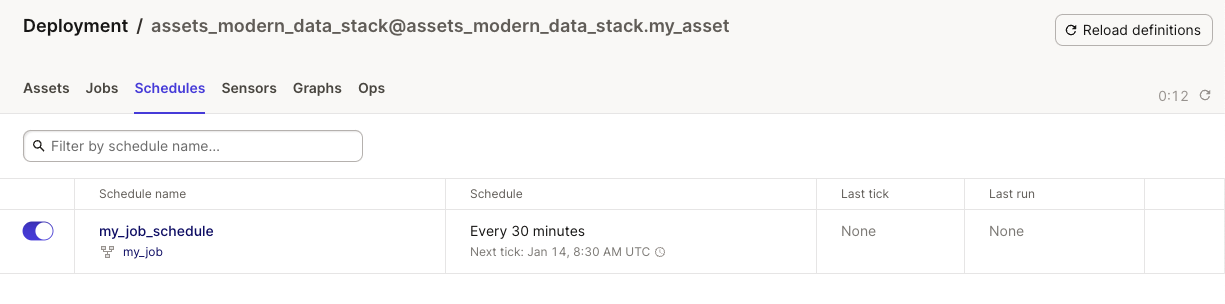 Deployment / assets_modern_data_stack@assets_modern_data_stack.my_asset
Reload definitions
Assets Jobs Schedules Sensors Graphs Ops
0:12
Filter by schedule name...
Schedule name Schedule Last tick Last run
my_job_schedule Every 30 minutes None None
my_job Next tick: Jan 14, 8:30 AM UTC